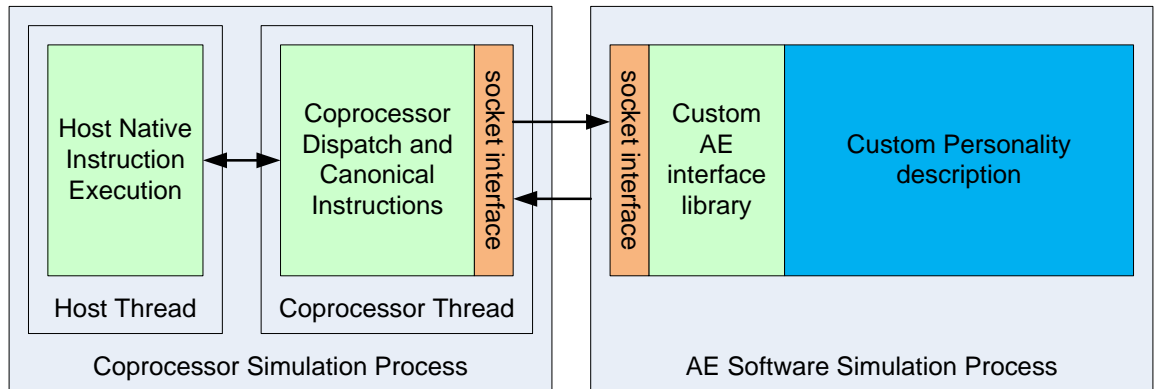 Host Native
Instruction
Execution
Host Thread
Coprocessor
Dispatch and
Canonical
Instructions
socket interface
Coprocessor Thread
Coprocessor Simulation Process
socket interface
Custom
AE
interface
library
Custom Personality
description
AE Software Simulation Process